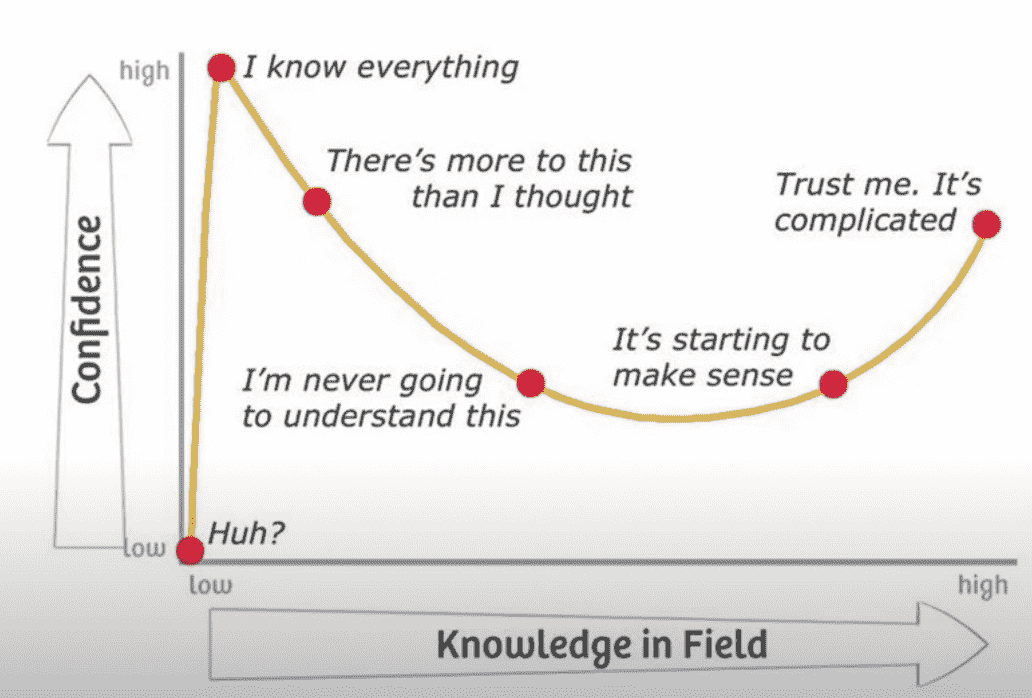 high
I know everything
There's more to this
than I thought
Trust me. It's
complicated
Confidence
It's starting to
make sense
I'm never going
to understand this
Huh?
low
low
high
Knowledge in Field